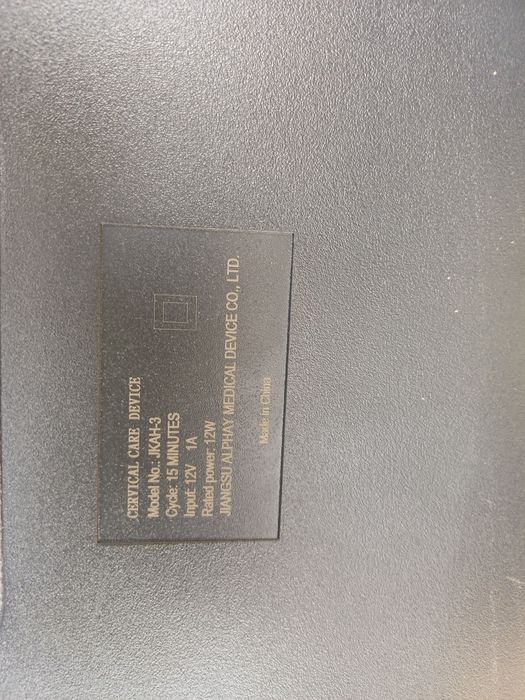 CERVICAL CARE DEVICE
Model No.: JKAH-3
Cycle: 15 MINUTES
Input: 12V 1A
Rated power: 12W
JIANGSU ALPHAY MEDICAL DEVICE CO., LTD.
Made in China